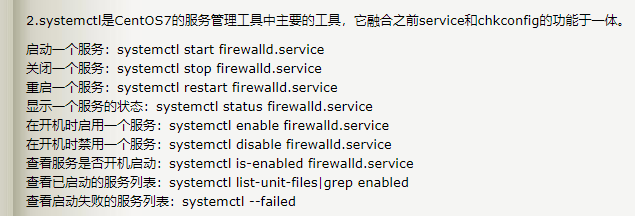 2.systemctl是CentOS7的服务管理工具中主要的工具，它融合之前service和chkconfig的功能于一体。
启动一个服务：systemctl start firewalld.service
关闭一个服务：systemctl stop firewalld.service
重启一个服务：systemctl restart firewalld.service
显示一个服务的状态：systemctl status firewalld.service
在开机时启用一个服务：systemctl enable firewalld.service
在开机时禁用一个服务：systemctl disable firewalld.service
查看服务是否开机启动：systemctl is-enabled firewalld.service
查看已启动的服务列表：systemctl list-unit-files|grep enabled
查看启动失败的服务列表：systemctl --failed